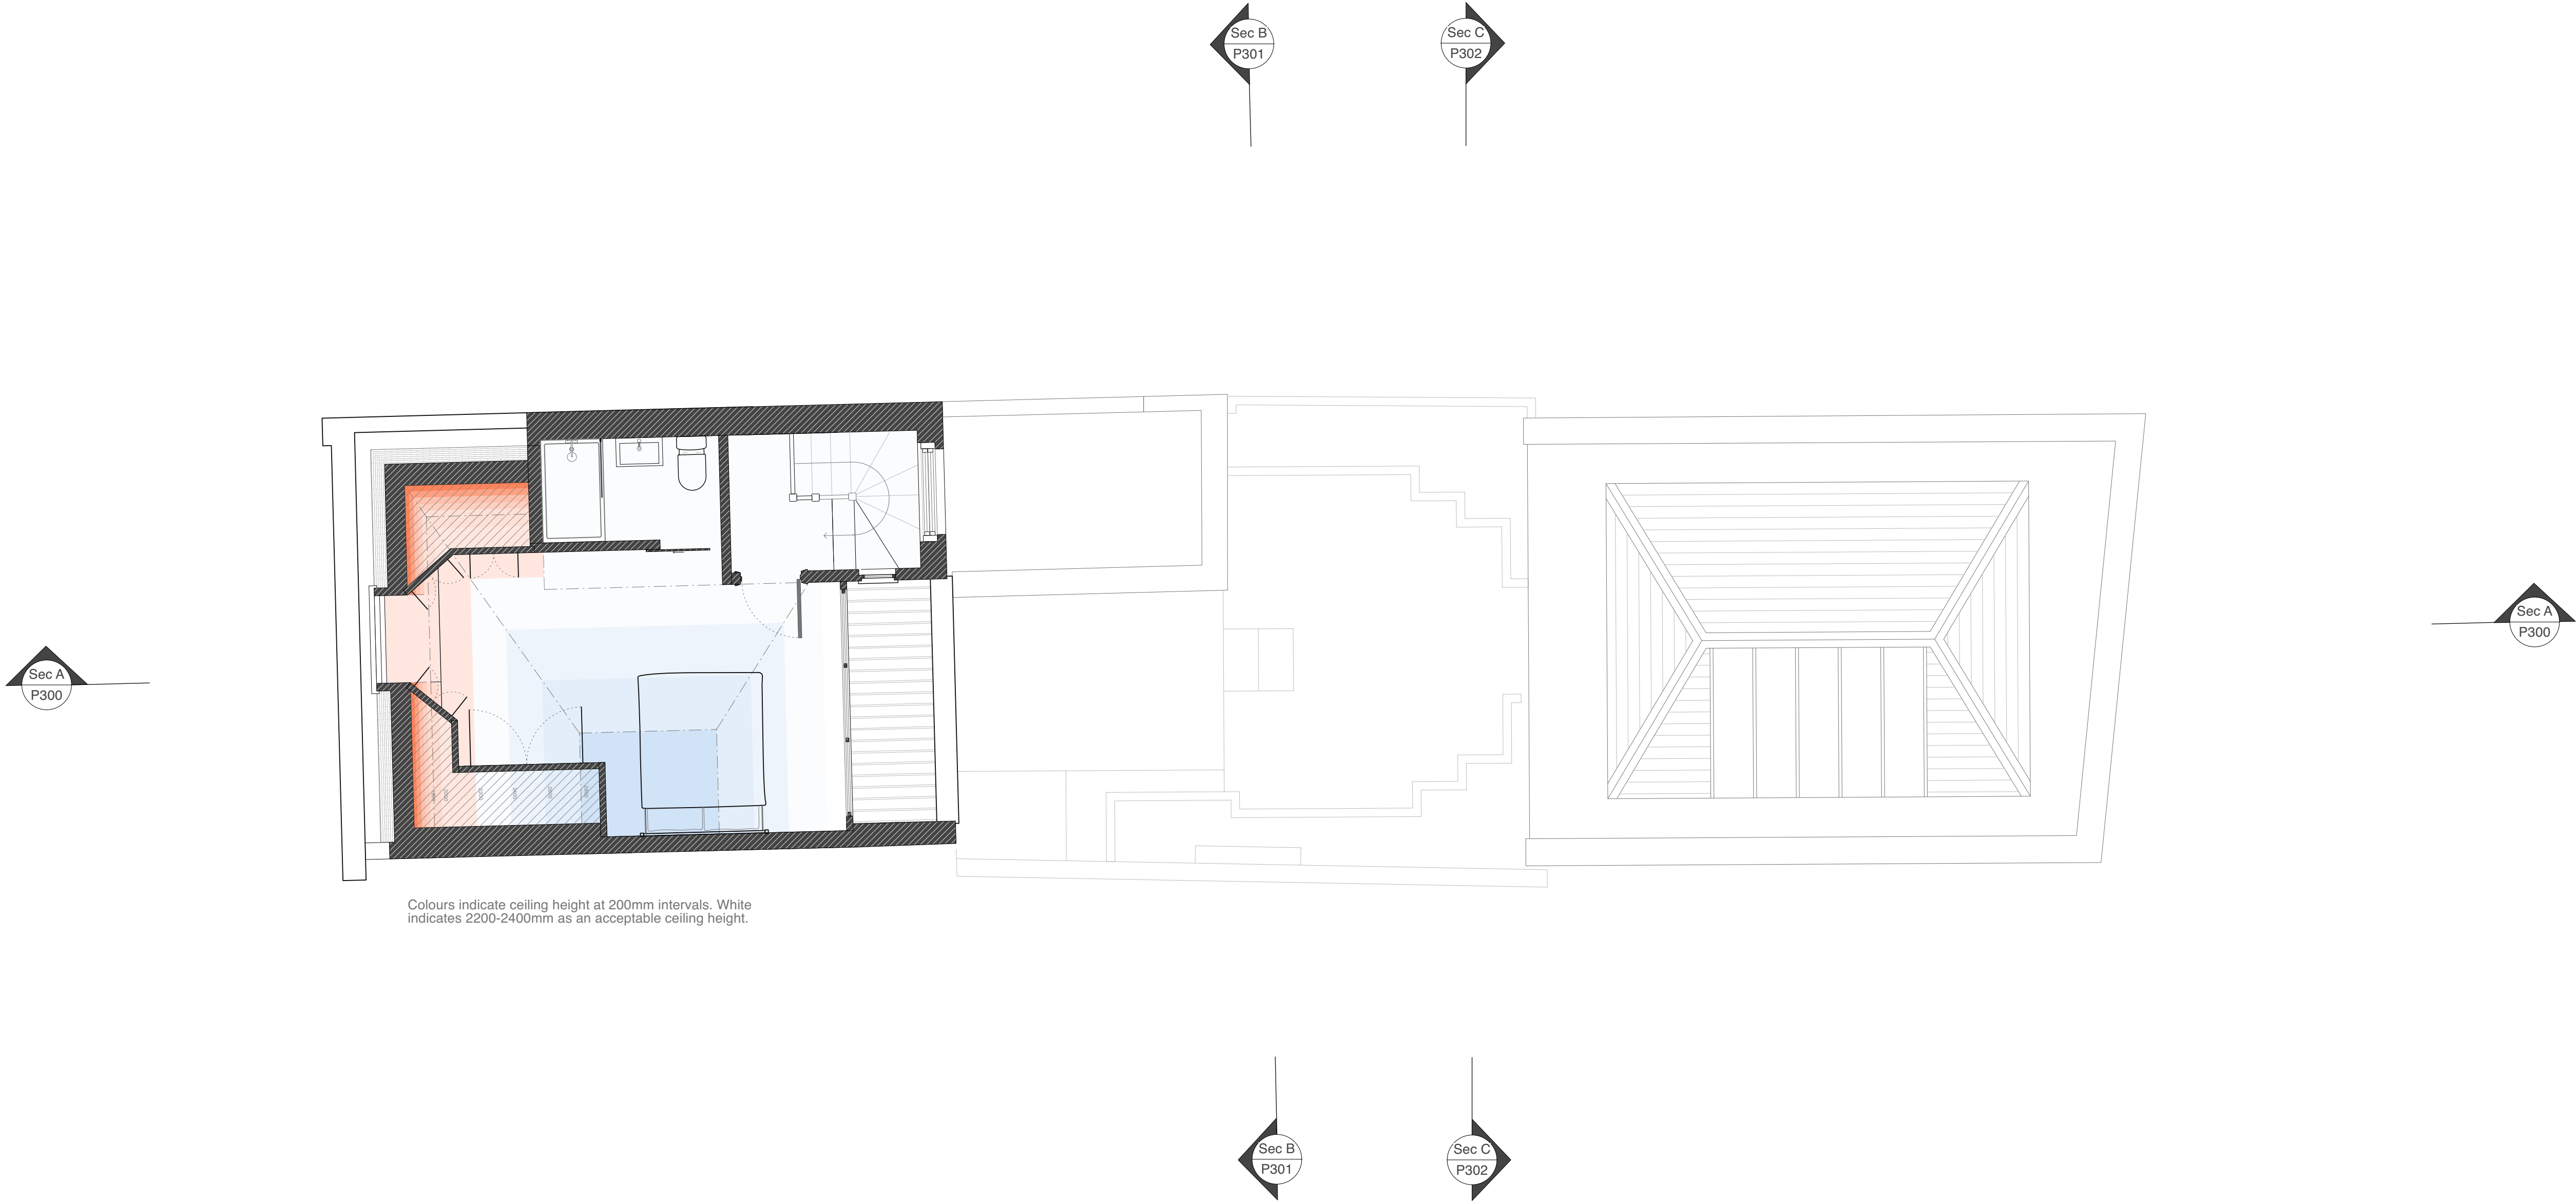 Sec B
P301
Sec C
P302
Sec A
P300
Sec A
P300
Colours indicate ceiling height at 200mm intervals. White
indicates 2200-2400mm as an acceptable ceiling height.
Sec B
P301
Sec C
P302